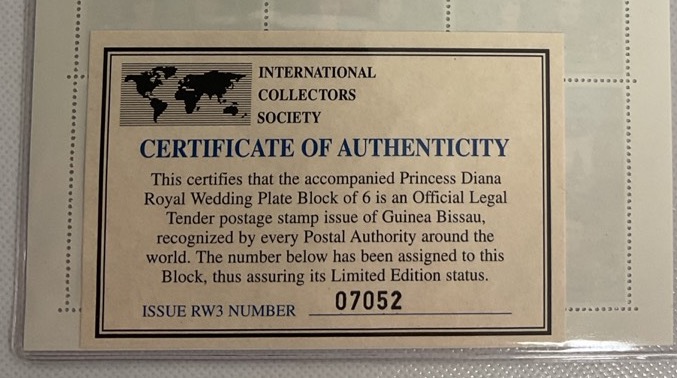 INTERNATIONAL
COLLECTORS
SOCIETY
CERTIFICATE OF AUTHENTICITY
This certifies that the accompanied Princess Diana
Royal Wedding Plate Block of 6 is an Official Legal
Tender postage stamp issue of Guinea Bissau,
recognized by every Postal Authority around the
world. The number below has been assigned to this
Block, thus assuring its Limited Edition status.
ISSUE RW3 NUMBER 07052